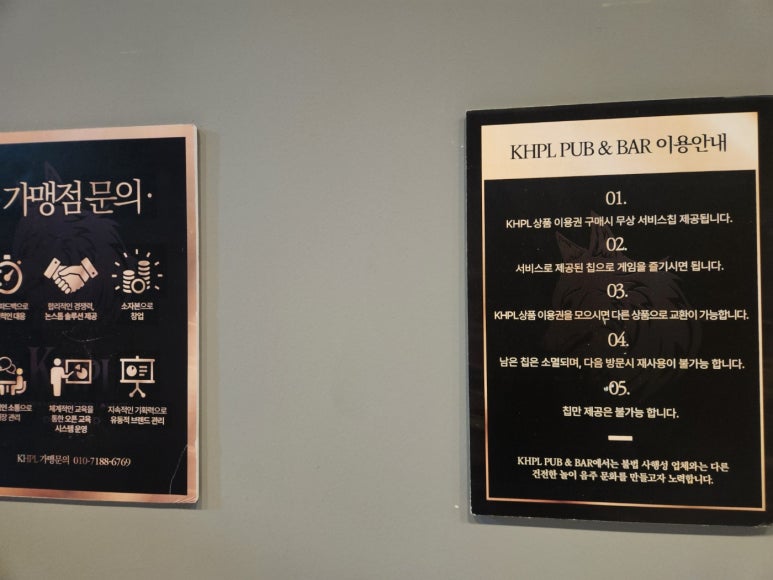 가맹점 문의·
합리적인 경쟁력,
논스톱 솔루션 제공
소자본으로
창업
소통으로
관리
체계적인 교육을
통한 오픈 교육
시스템 운영
지속적인 기획력으로
유동적 브랜드 관리
KHPL 가맹문의 010-7188-6769
KHPL PUB & BAR 이용안내
01.
KHPL 상품 이용권 구매시 무상 서비스칩 제공됩니다.
02.
서비스로 제공된 칩으로 게임을 즐기시면 됩니다.
03.
KHPL 상품 이용권을 모으시면 다른 상품으로 교환이 가능합니다.
04.
남은 칩은 소멸되며, 다음 방문시 재사용이 불가능 합니다.
05.
칩만 제공은 불가능 합니다.
KHPL PUB & BAR에서는 불법 사행성 업체와는 다른
건전한 놀이 음주 문화를 만들고자 노력합니다.